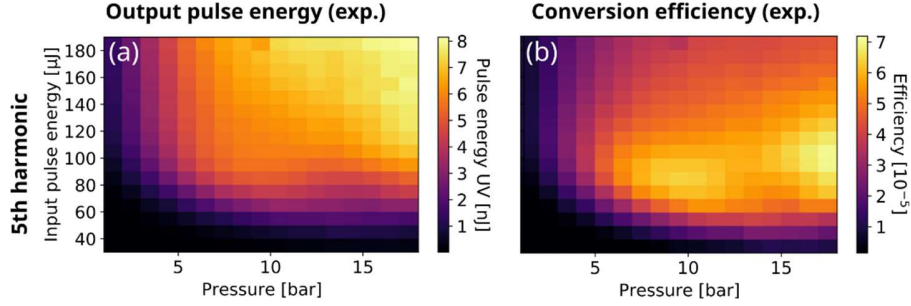 Output pulse energy (exp.)
Conversion efficiency (exp.)
5th harmonic
Input pulse energy [µJ]
180
160
140
120
100
80
60
40
(a)
5
10
15
Pressure [bar]
8
7
6
5
4
3
2
1
Pulse energy UV [nJ]
(b)
5
10
15
Pressure [bar]
7
6
5
4
3
2
1
Efficiency [10⁻⁵]